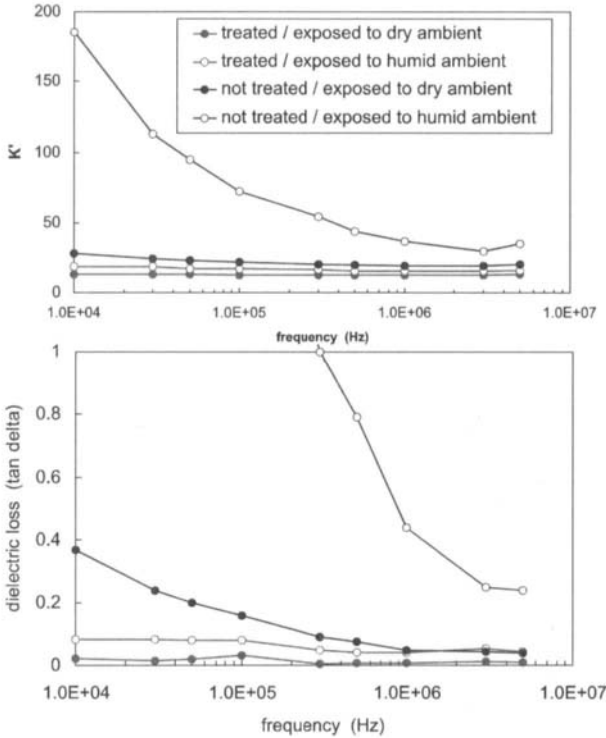 200
150
100
50
0
K'
treated / exposed to dry ambient
treated / exposed to humid ambient
not treated / exposed to dry ambient
not treated / exposed to humid ambient
1.0E+04 1.0E+05 1.0E+06 1.0E+07
frequency (Hz)
1
0.8
0.6
0.4
0.2
0
dielectric loss (tan delta)
1.0E+04 1.0E+05 1.0E+06 1.0E+07
frequency (Hz)